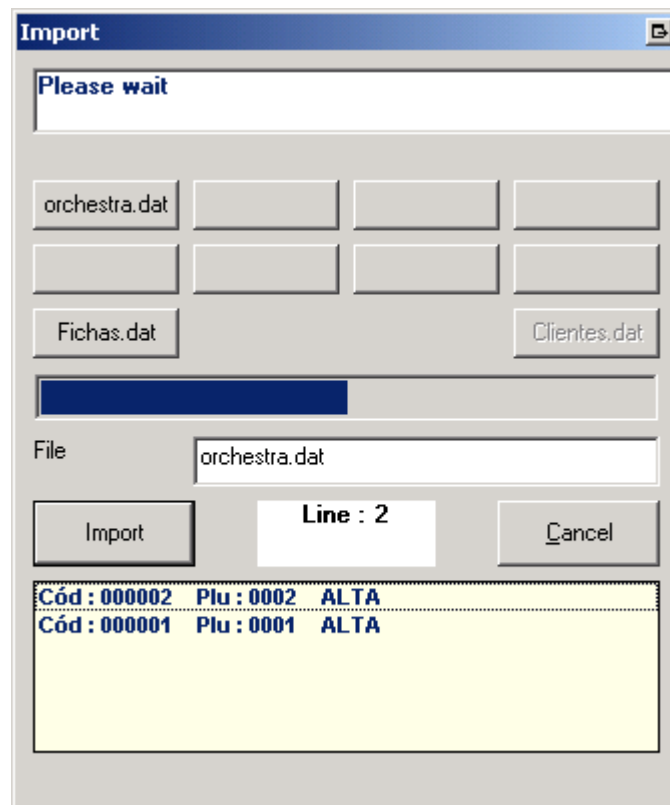 Import
Please wait
orchestra.dat
Fichas.dat Clientes.dat
File orchestra.dat
Import Line : 2 Cancel
Cód : 000002 Plu : 0002 ALTA
Cód : 000001 Plu : 0001 ALTA